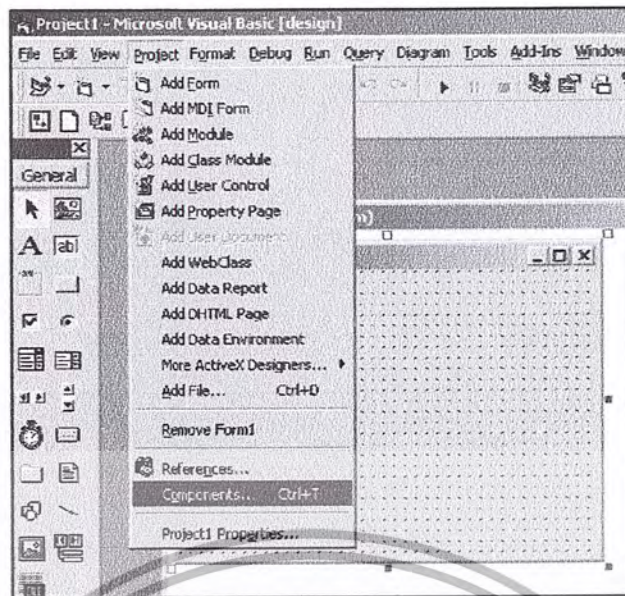 Project1 - Microsoft Visual Basic [design]
File Edit View Project Format Debug Run Query Diagram Tools Add-Ins Window
Add Form
Add MDI Form
Add Module
Add Class Module
General
Add User Control
Add Property Page
Add User Document
Add WebClass
Add Data Report
Add DHTML Page
Add Data Environment
More ActiveX Designers...
Add File... Ctrl+D
Remove Form1
References...
Components... Ctrl+T
Project1 Properties...